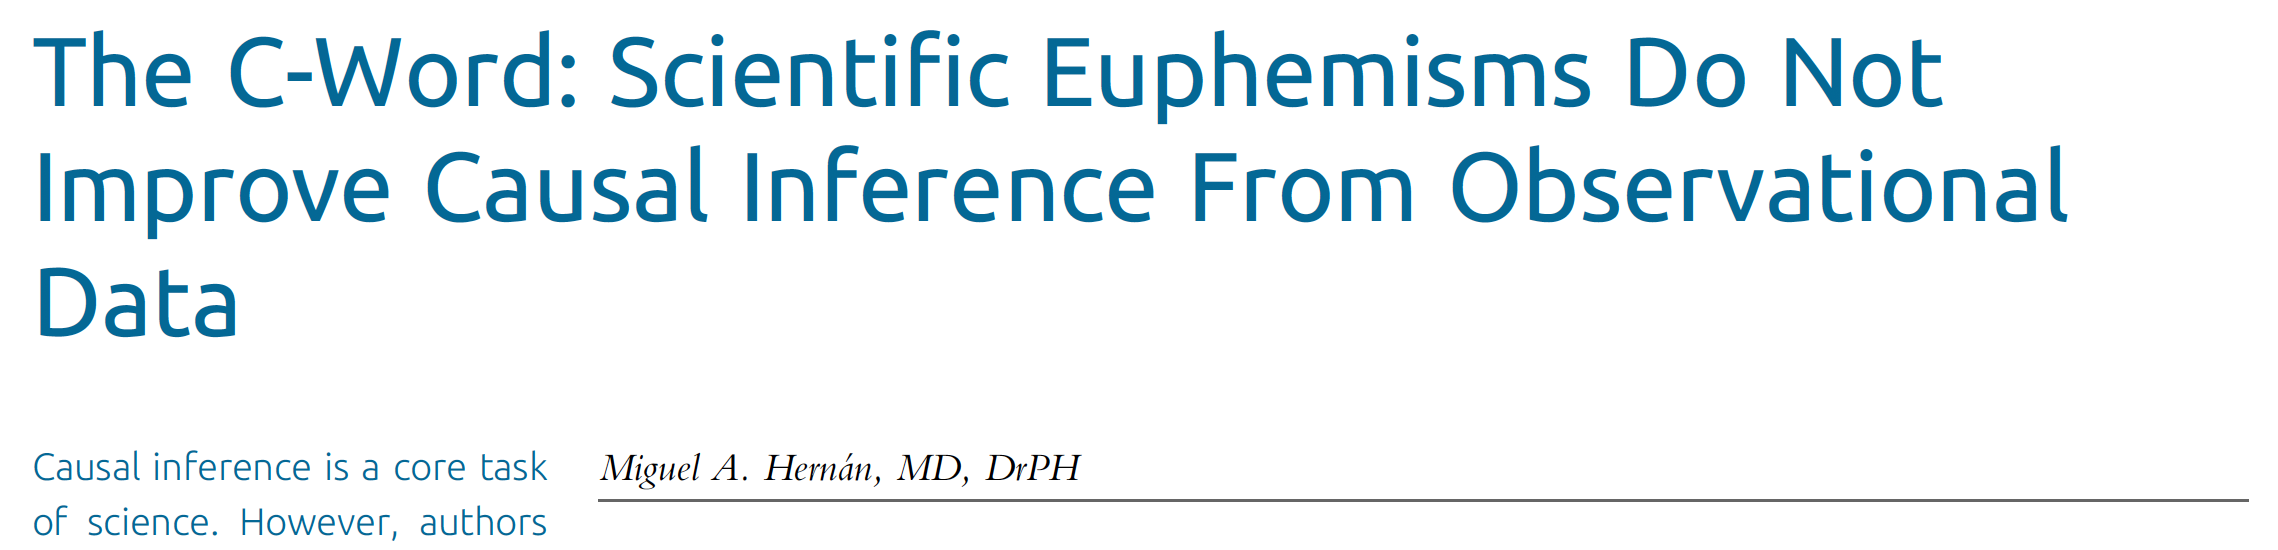 The C-Word: Scientific Euphemisms Do Not
Improve Causal Inference From Observational
Data
Causal inference is a core task
of science. However, authors
Miguel A. Hernán, MD, DrPH